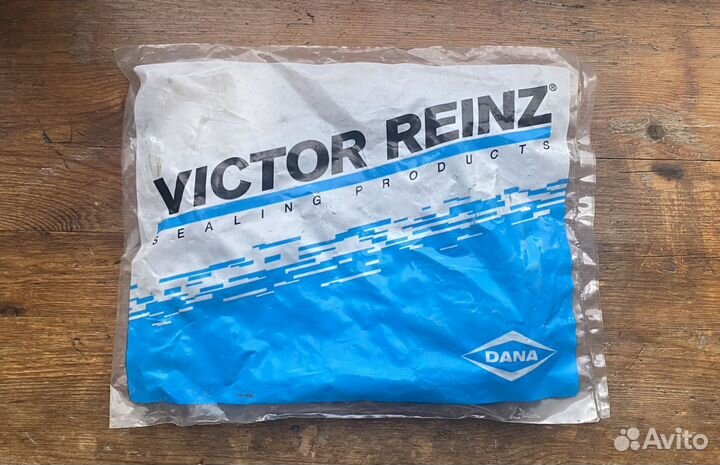 VICTOR REINZ®
SEALING PRODUCTS
DANA
Avito